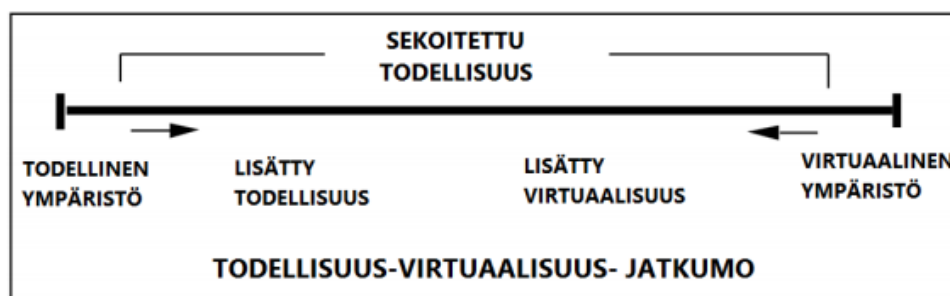 SEKOITETTU
TODELLISUUS
TODELLINEN
YMPÄRISTÖ
LISÄTTY
TODELLISUUS
LISÄTTY
VIRTUAALISUUS
VIRTUAALINEN
YMPÄRISTÖ
TODELLISUUS-VIRTUAALISUUS- JATKUMO